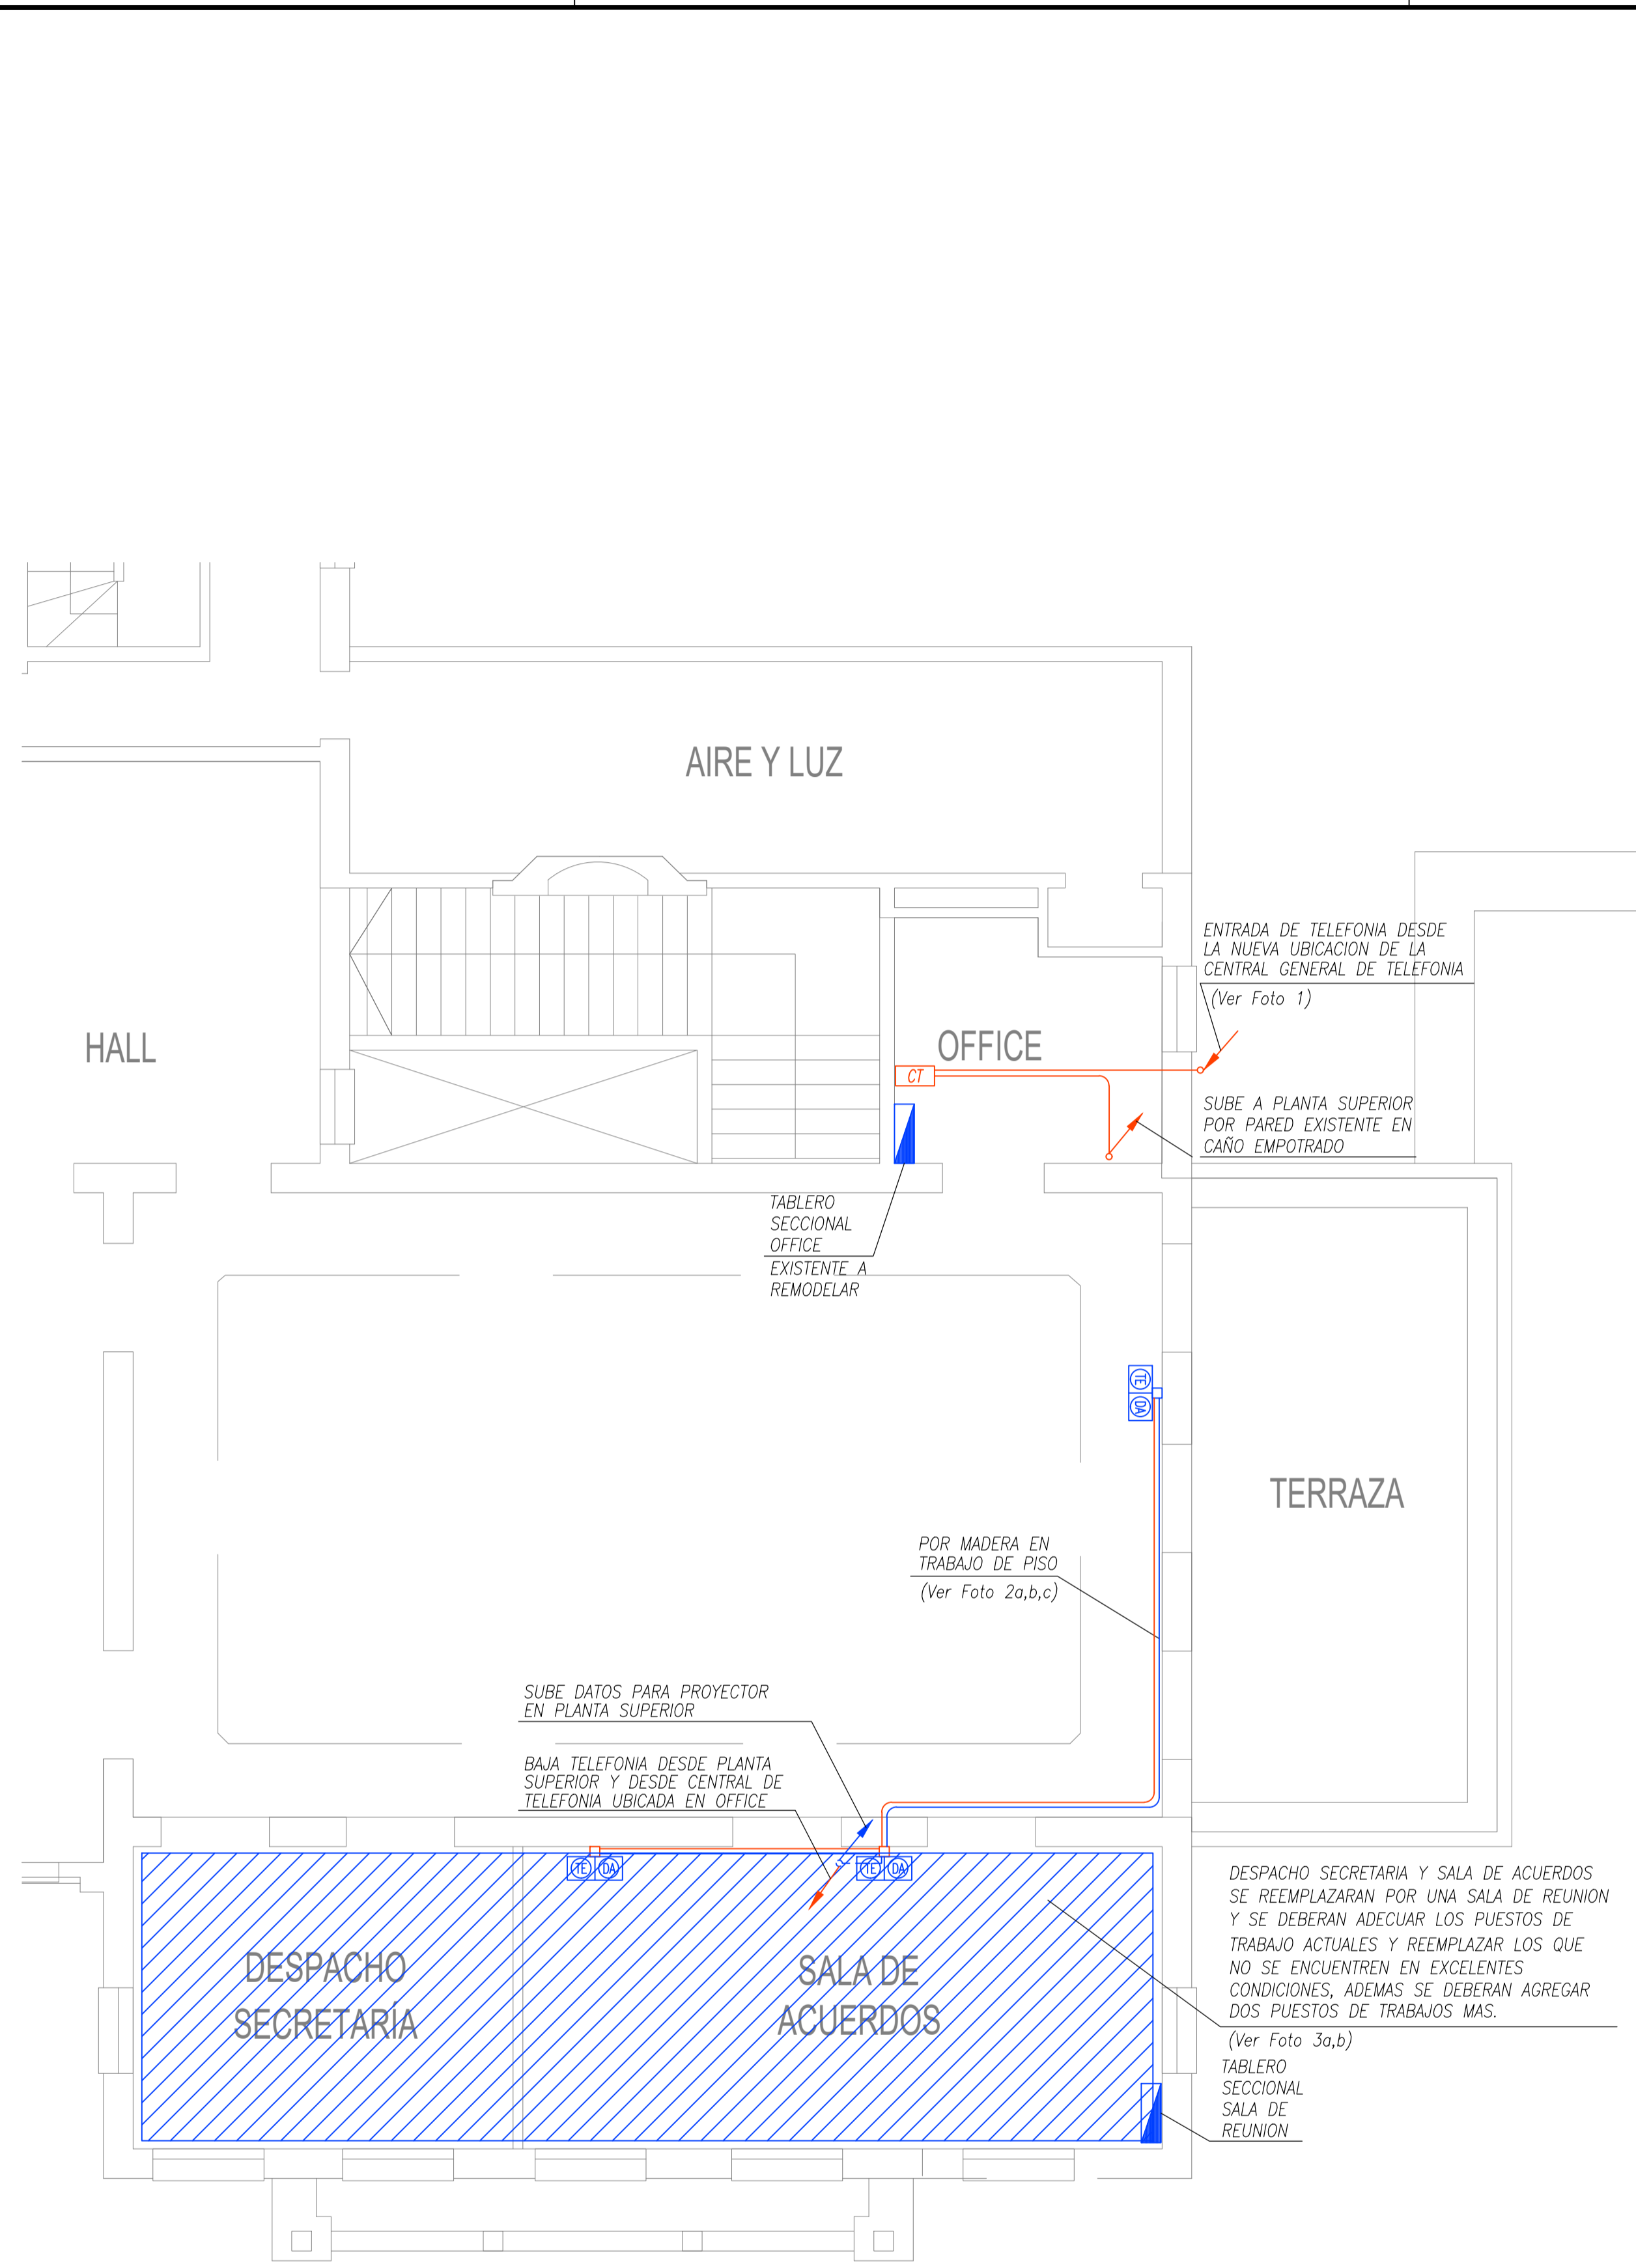 AIRE Y LUZ
ENTRADA DE TELEFONIA DESDE
LA NUEVA UBICACION DE LA
CENTRAL GENERAL DE TELEFONIA
(Ver Foto 1)
HALL
OFFICE
CT
SUBE A PLANTA SUPERIOR
POR PARED EXISTENTE EN
CAÑO EMPOTRADO
TABLERO
SECCIONAL
OFFICE
EXISTENTE A
REMODELAR
TE
DA
TERRAZA
POR MADERA EN
TRABAJO DE PISO
(Ver Foto 2a,b,c)
SUBE DATOS PARA PROYECTOR
EN PLANTA SUPERIOR
BAJA TELEFONIA DESDE PLANTA
SUPERIOR Y DESDE CENTRAL DE
TELEFONIA UBICADA EN OFFICE
TE DA
TE DA
DESPACHO SECRETARIA Y SALA DE ACUERDOS
SE REEMPLAZARAN POR UNA SALA DE REUNION
Y SE DEBERAN ADECUAR LOS PUESTOS DE
TRABAJO ACTUALES Y REEMPLAZAR LOS QUE
NO SE ENCUENTREN EN EXCELENTES
CONDICIONES, ADEMAS SE DEBERAN AGREGAR
DOS PUESTOS DE TRABAJOS MAS.
(Ver Foto 3a,b)
DESPACHO
SECRETARÍA
SALA DE
ACUERDOS
TABLERO
SECCIONAL
SALA DE
REUNION